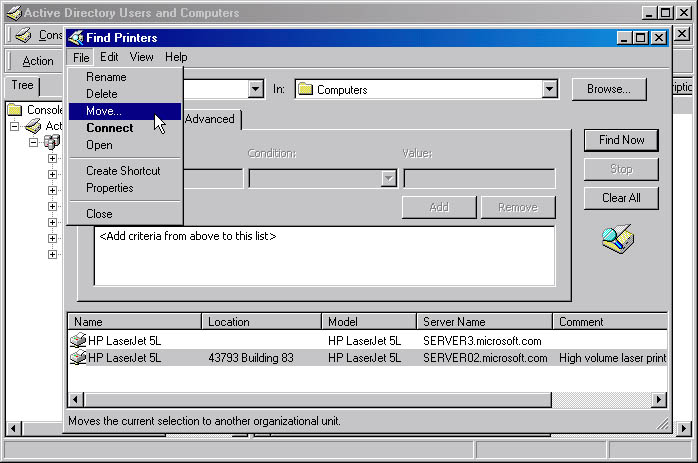 Active Directory Users and Computers
Find Printers
File Edit View Help
Action
Tree
Rename
Delete
Move...
Connect
Open
Create Shortcut
Properties
Close
In: Computers
Browse...
Advanced
Condition: Value:
Add Remove
Find Now
Stop
Clear All
<Add criteria from above to this list>
Name Location Model Server Name Comment
HP LaserJet 5L HP LaserJet 5L SERVER3.microsoft.com
HP LaserJet 5L 43793 Building 83 HP LaserJet 5L SERVER02.microsoft.com High volume laser print
Moves the current selection to another organizational unit.